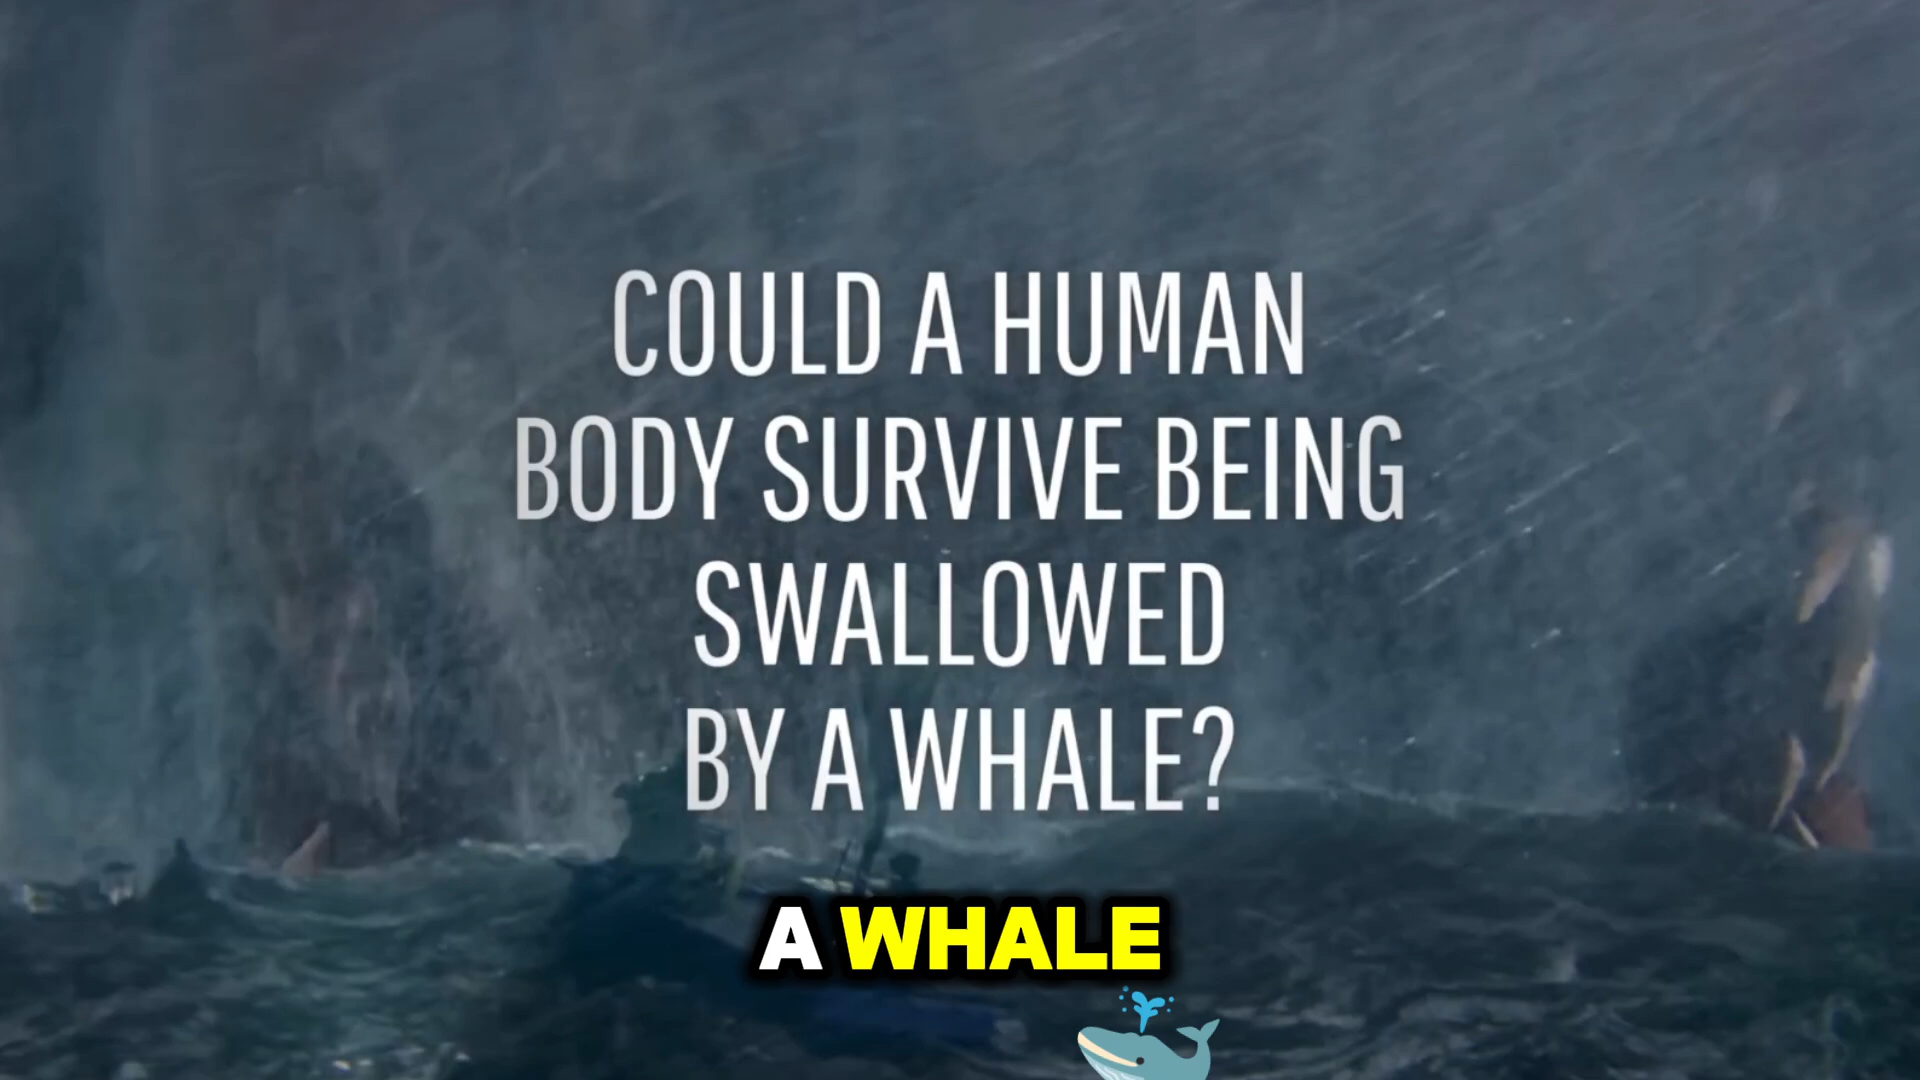 COULD A HUMAN
BODY SURVIVE BEING
SWALLOWED
BY A WHALE?
A WHALE